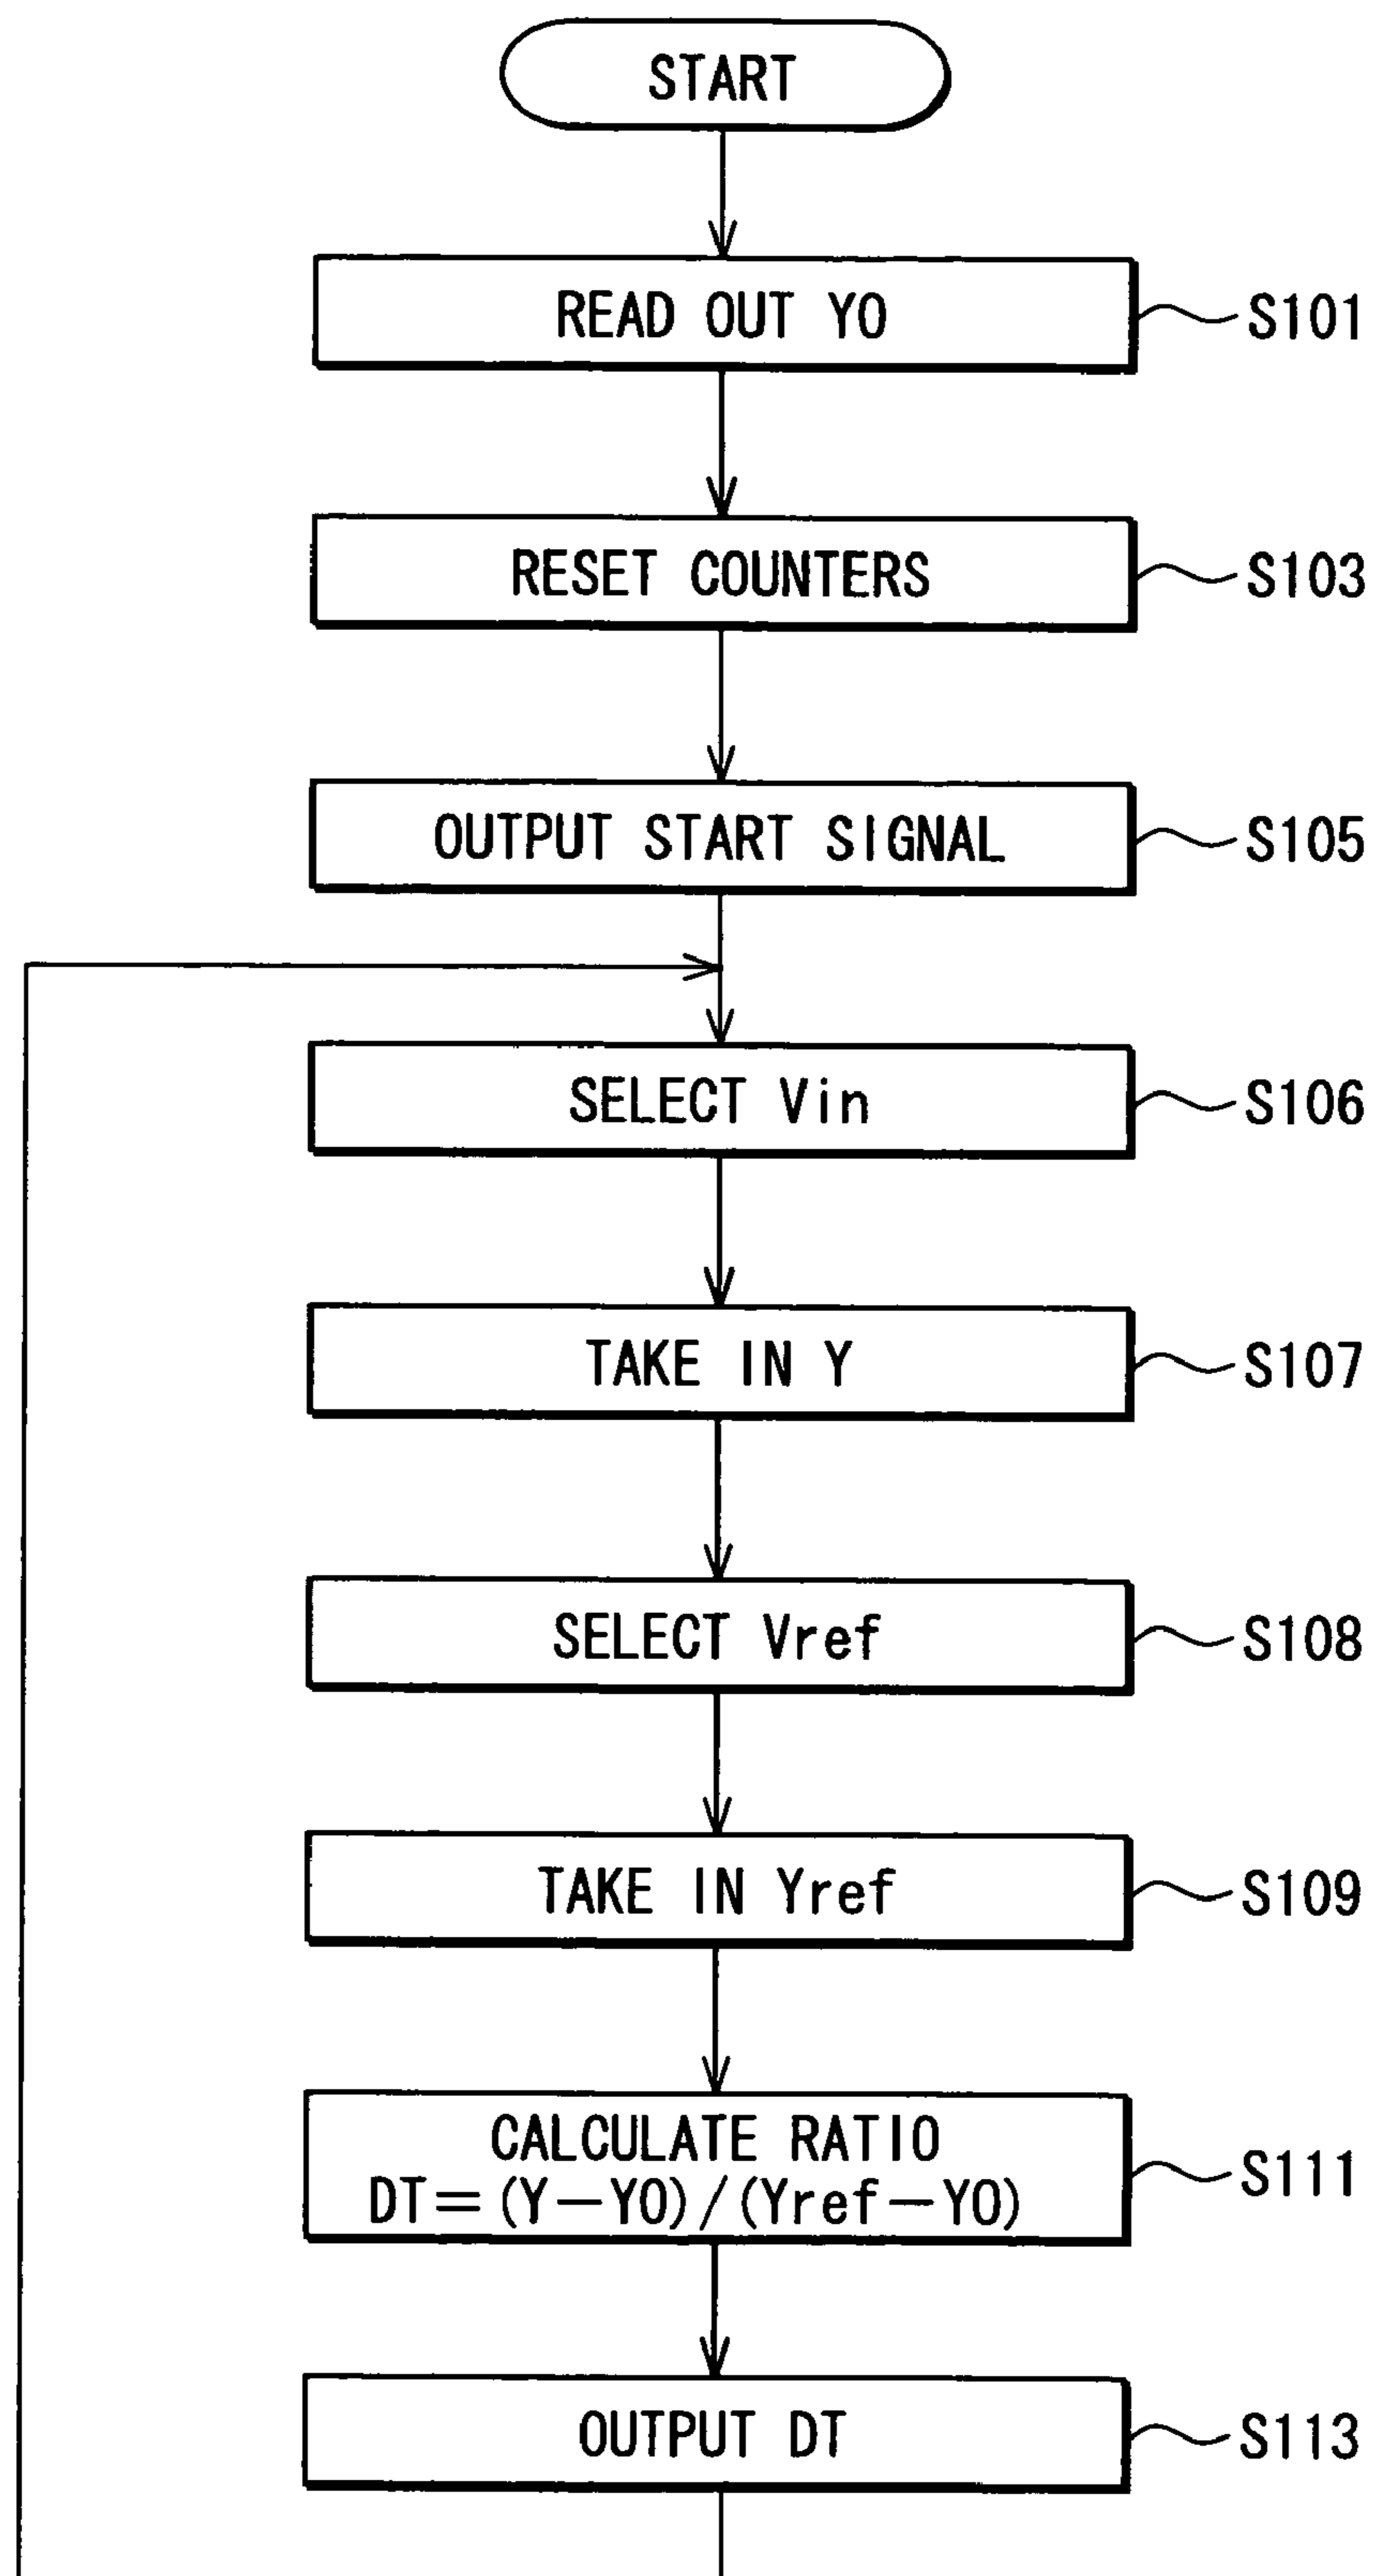 START
READ OUT Y0
S101
RESET COUNTERS
S103
OUTPUT START SIGNAL
S105
SELECT Vin
S106
TAKE IN Y
S107
SELECT Vref
S108
TAKE IN Yref
S109
CALCULATE RATIO
DT=(Y-Y0)/(Yref-Y0)
S111
OUTPUT DT
S113